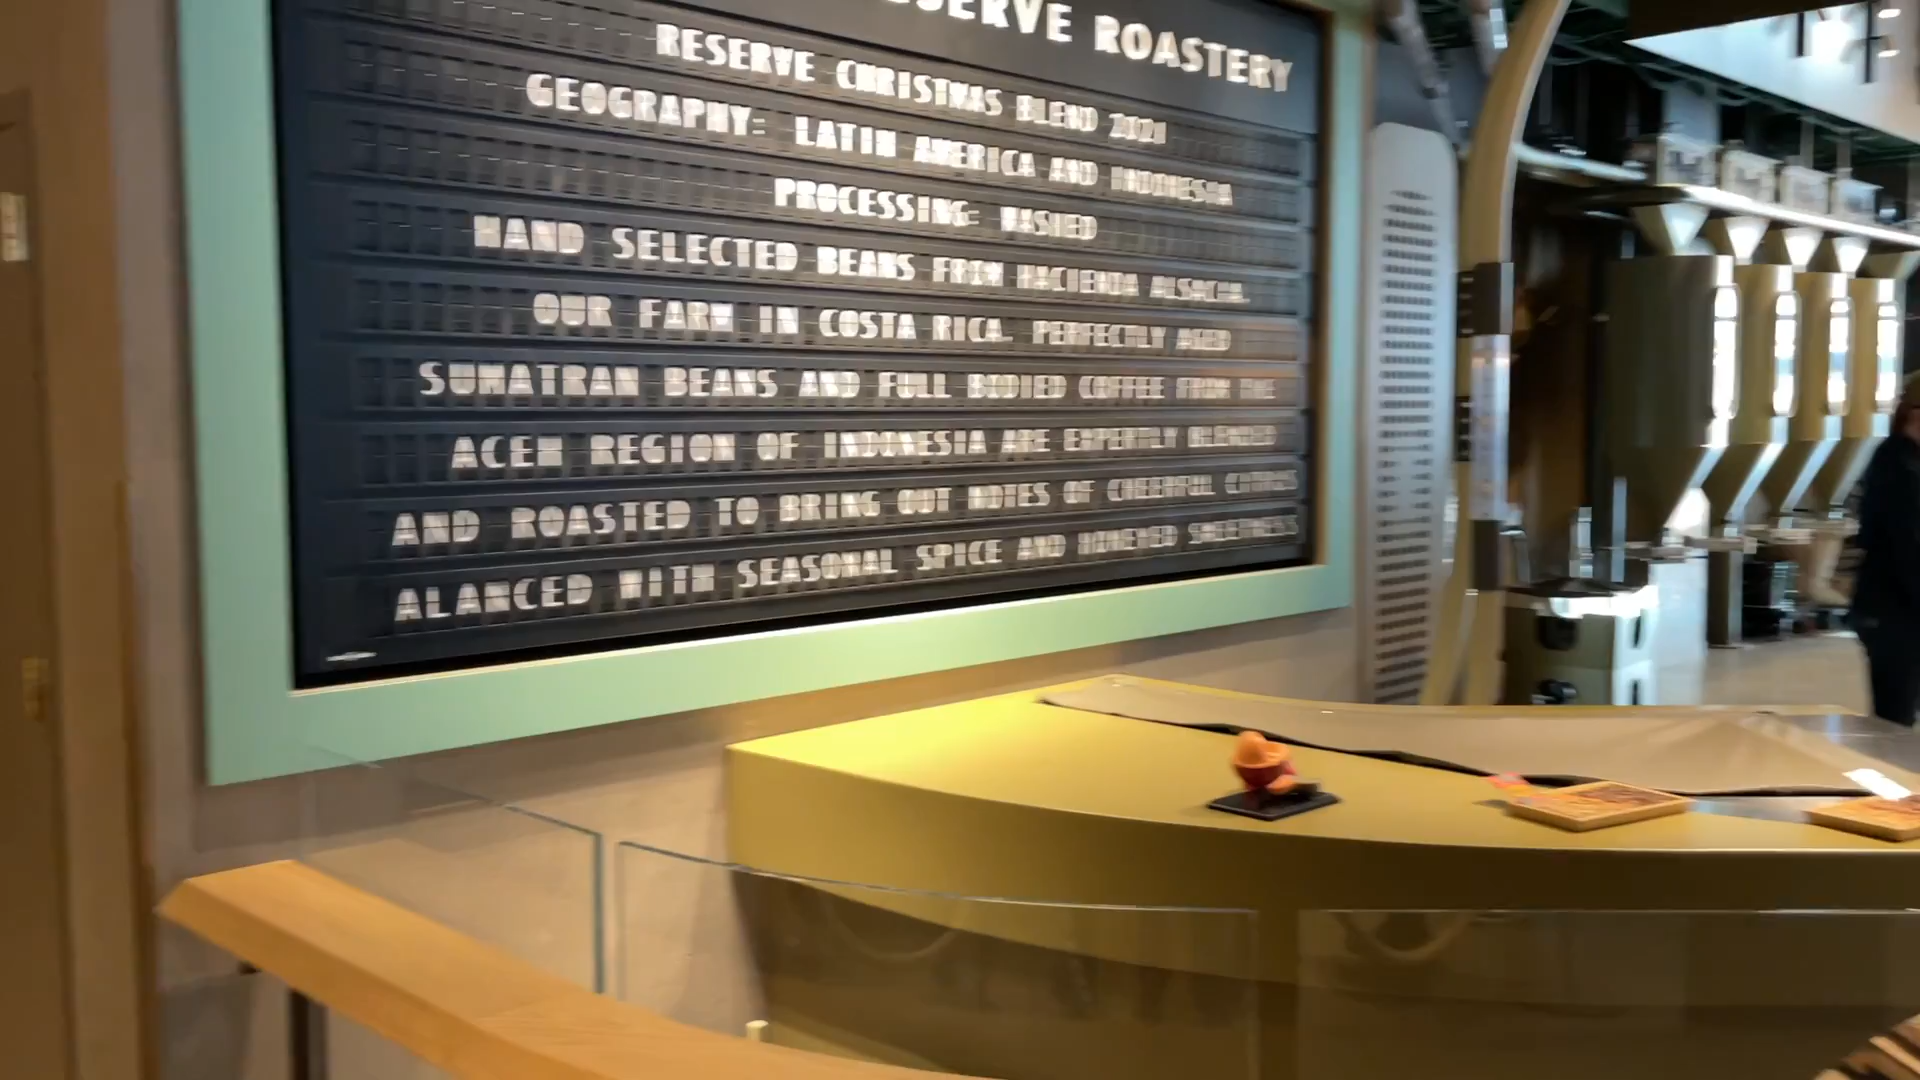 RESERVE ROASTERY
RESERVE CHRISTMAS BLEND 2021
GEOGRAPHY: LATIN AMERICA AND INDONESIA
PROCESSING: WASHED
HAND SELECTED BEANS FROM HACIENDA ALSACIA,
OUR FARM IN COSTA RICA. PERFECTLY AGED
SUMATRAN BEANS AND FULL BODIED COFFEE FROM THE
ACEH REGION OF INDONESIA ARE EXPERTLY BLENDED
AND ROASTED TO BRING OUT NOTES OF CHEERFUL CITRUS
ALANCED WITH SEASONAL SPICE AND HONEYED SWEETNESS